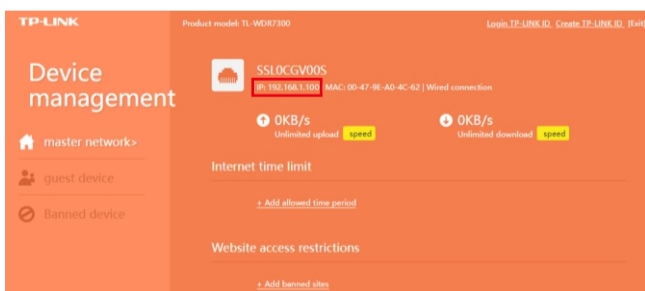 TP-LINK
Product model: TL-WDR7300
Login TP-LINK ID Create TP-LINK ID [Exit]
Device
management
SSL0CGV00S
IP: 192.168.1.100 MAC: 00-47-9E-A0-4C-62 | Wired connection
0KB/s
Unlimited upload speed
0KB/s
Unlimited download speed
master network>
guest device
Banned device
Internet time limit
+ Add allowed time period
Website access restrictions
+ Add banned sites